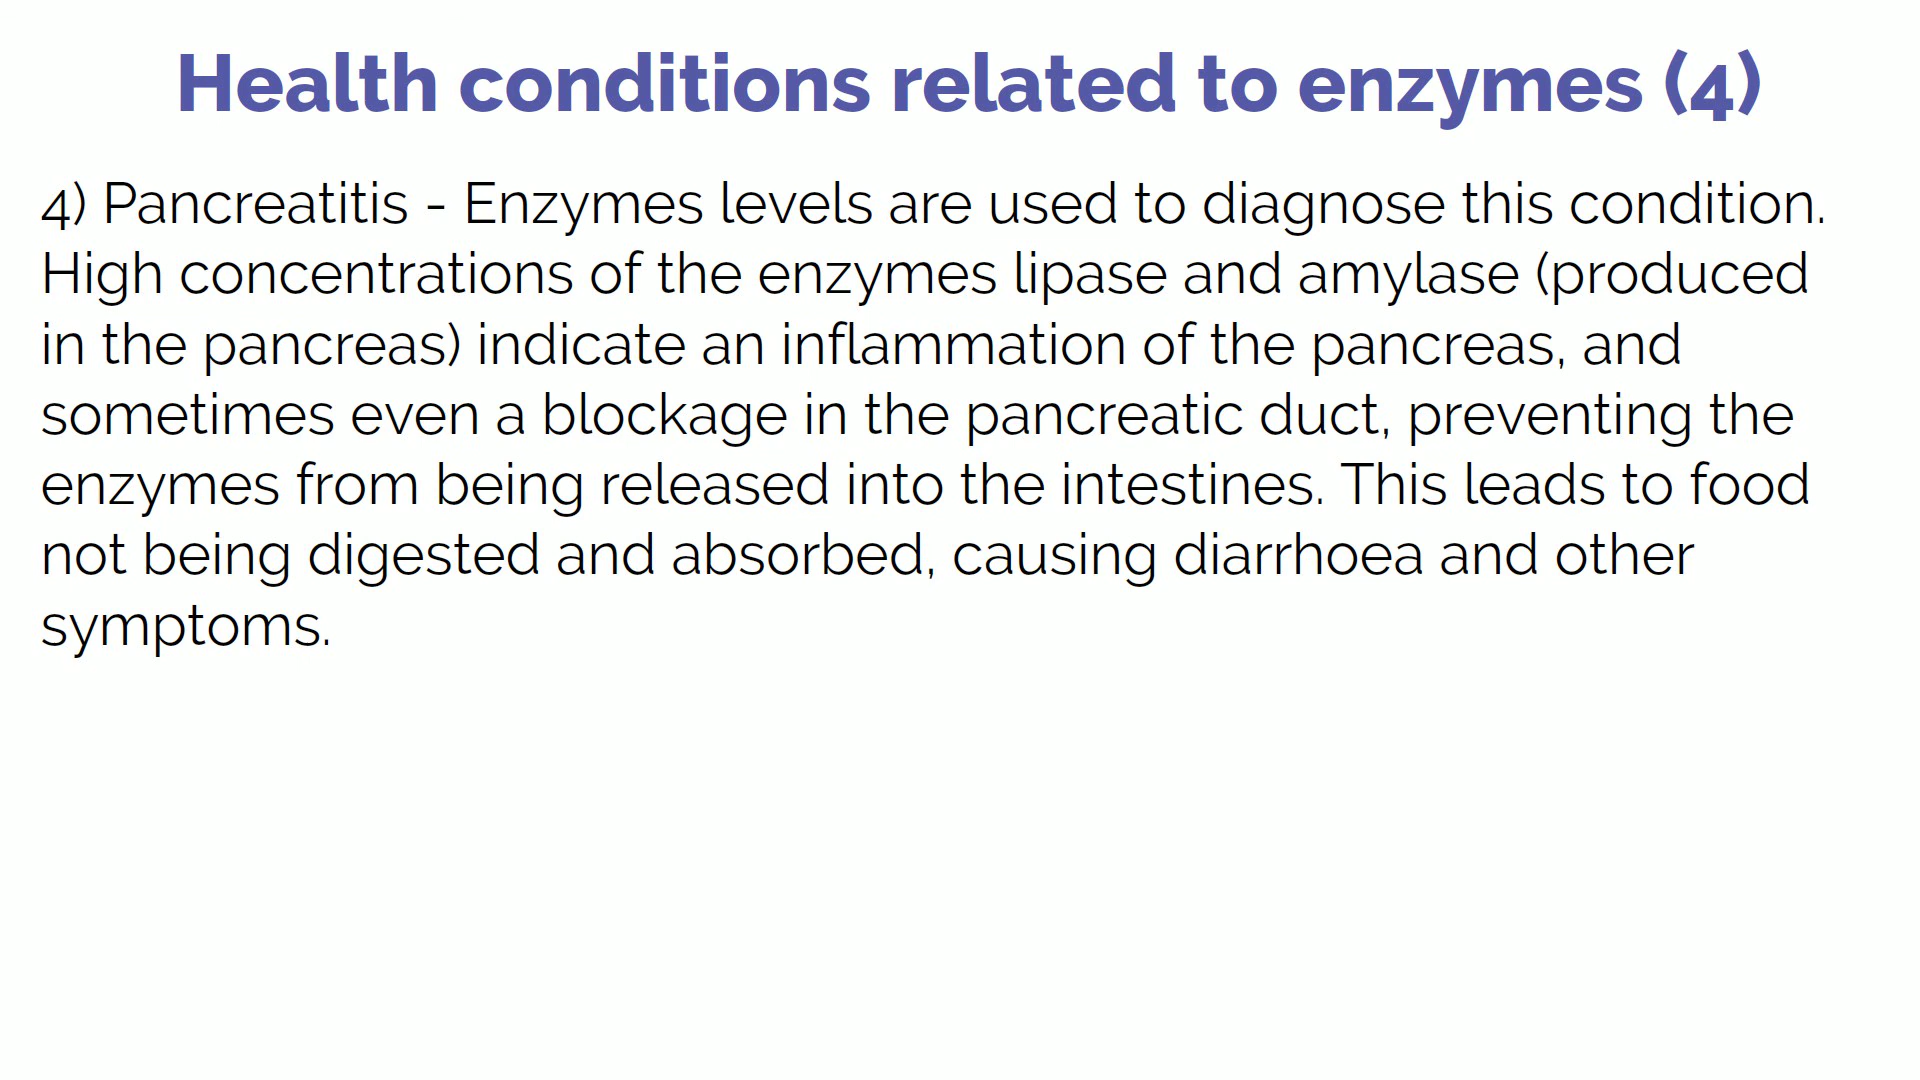 Health conditions related to enzymes (4)
4) Pancreatitis - Enzymes levels are used to diagnose this condition.
High concentrations of the enzymes lipase and amylase (produced
in the pancreas) indicate an inflammation of the pancreas, and
sometimes even a blockage in the pancreatic duct, preventing the
enzymes from being released into the intestines. This leads to food
not being digested and absorbed, causing diarrhoea and other
symptoms.